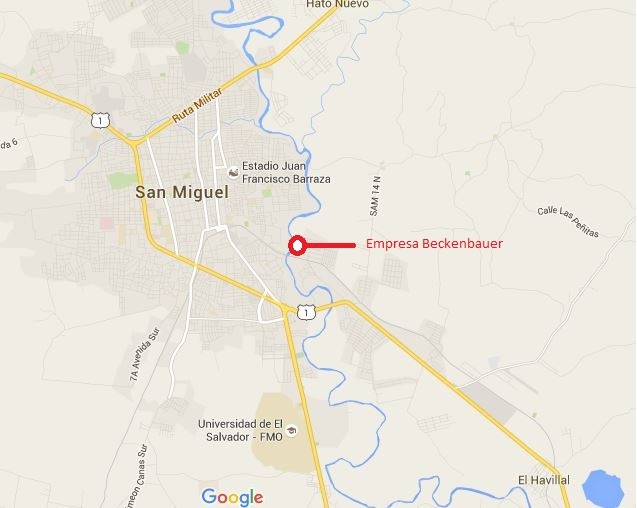 Hato Nuevo
Ruta Militar
1
da 6
Estadio Juan
Francisco Barraza
San Miguel
SAM 14 N
Calle Las Peñitas
Empresa Beckenbauer
1
7A Avenida Sur
Universidad de El
Salvador - FMO
imeon Canas Sur
El Havillal
Google